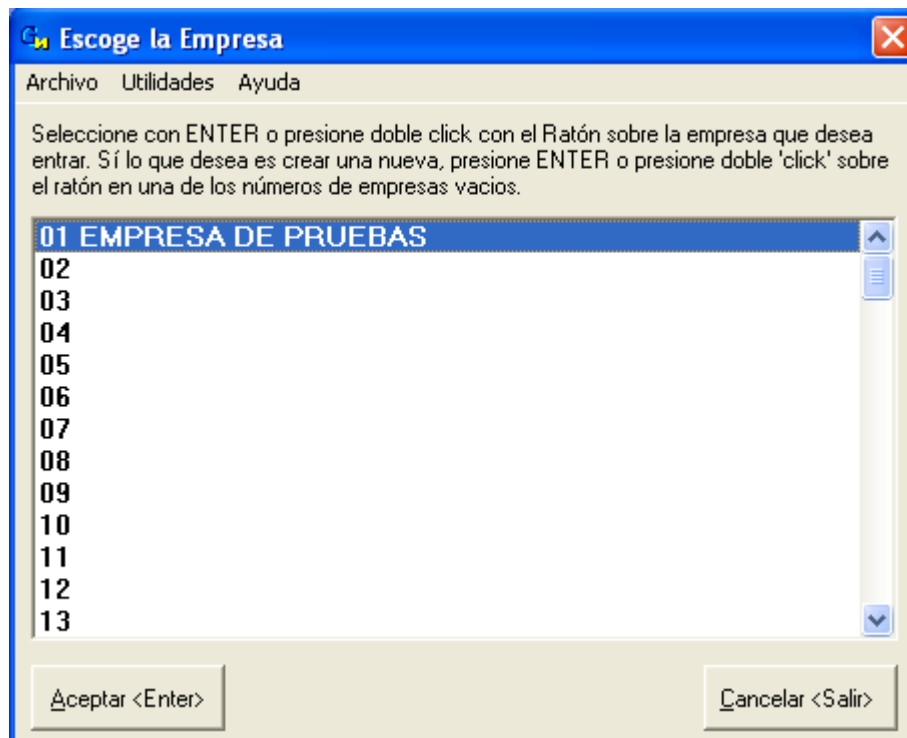 Escoge la Empresa
Archivo Utilidades Ayuda
Seleccione con ENTER o presione doble click con el Ratón sobre la empresa que desea
entrar. Sí lo que desea es crear una nueva, presione ENTER o presione doble 'click' sobre
el ratón en una de los números de empresas vacios.
01 EMPRESA DE PRUEBAS
02
03
04
05
06
07
08
09
10
11
12
13
Aceptar <Enter> Cancelar <Salir>